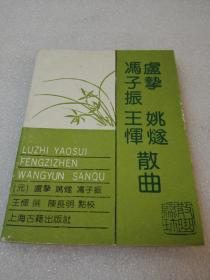 盧摯 姚燧
馮子振 王惲
散曲
LUZHI YAOSUI
FENGZIZHEN
WANGYUN SANQU
〔元〕盧摯 姚燧 馮子振
王惲 著 陳長明 點校
上海古籍出版社